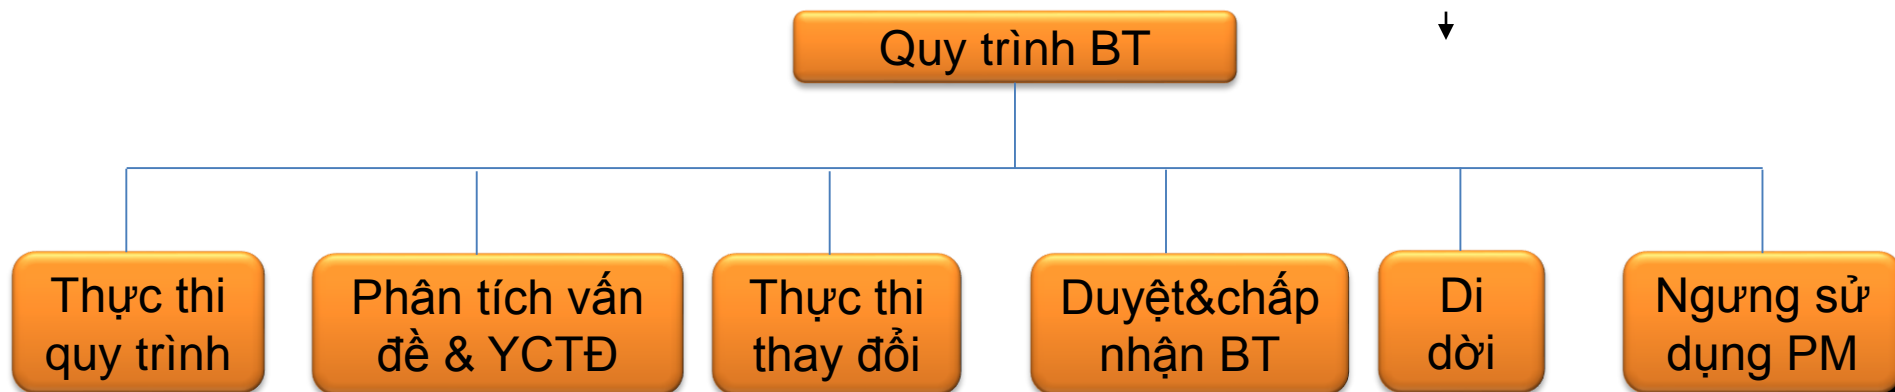 Quy trình BT
Thực thi
quy trình
Phân tích vấn
đề & YCTĐ
Thực thi
thay đổi
Duyệt&chấp
nhận BT
Di
dời
Ngưng sử
dụng PM